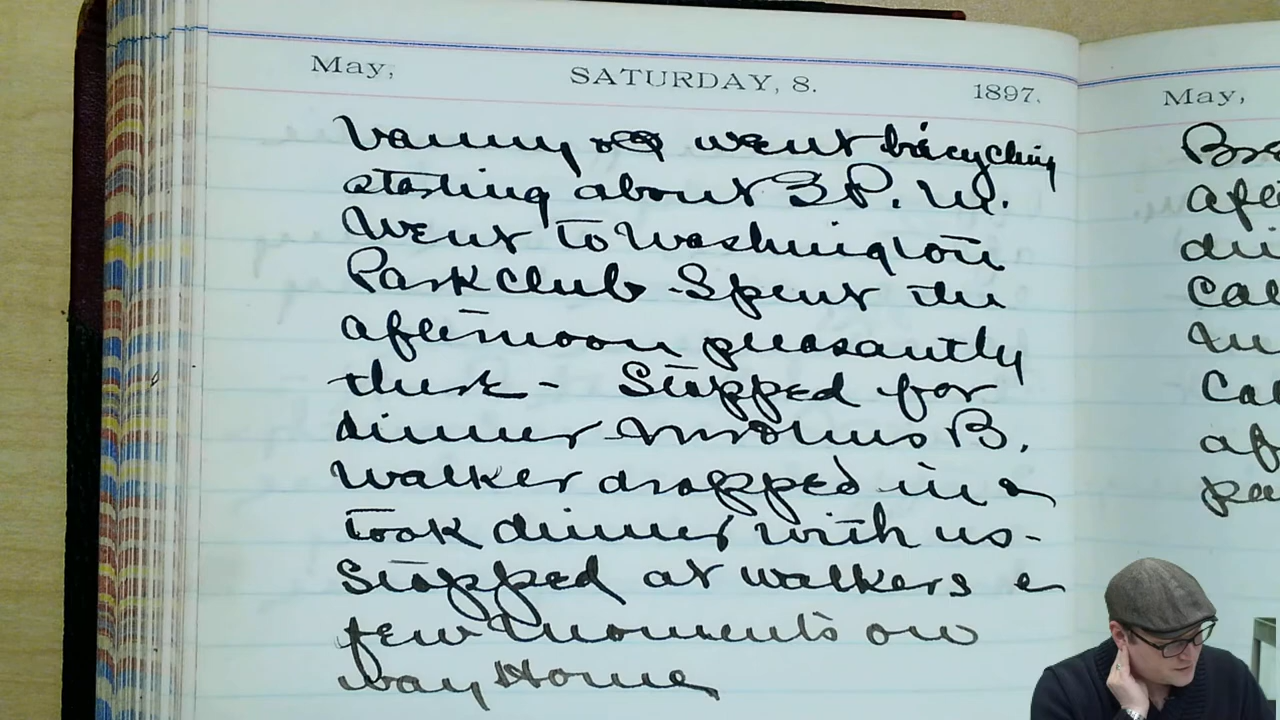 May, SATURDAY, 8. 1897.
Vanny & I went bicycling
starting about 3 P. M.
Went to Washington
Park Club Spent the
afternoon pleasantly
there - Stopped for
dinner B.
Walker dropped in &
took dinner with us -
Stopped at Walkers a
few moments on
way Home
May,